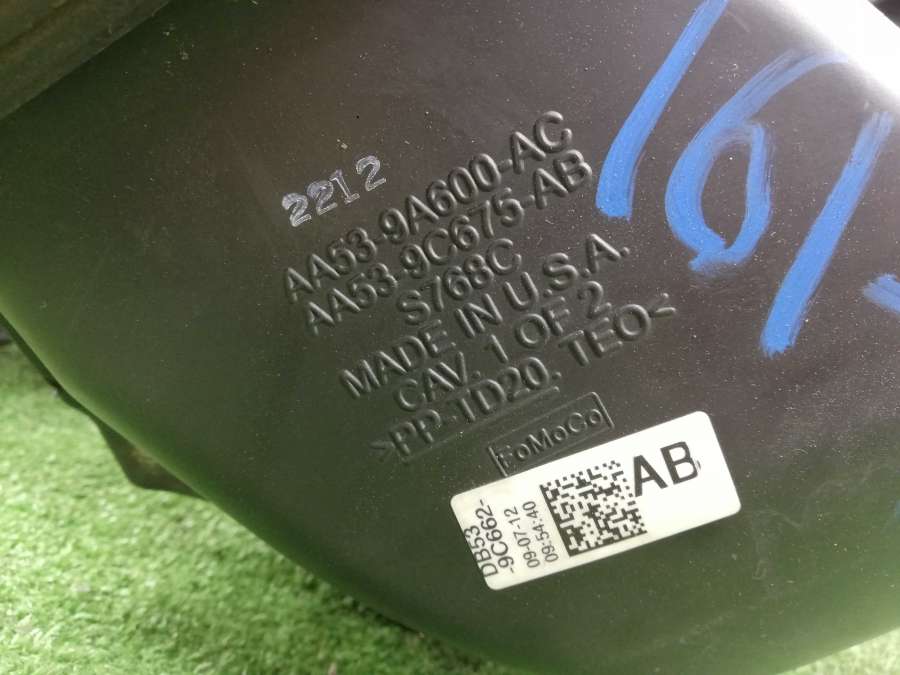 2212
AA53-9A600-AC
AA53-9C675-AB
S768C
MADE IN U.S.A.
CAV. 1 OF 2
>PP-TD20. TEO<
FoMoCo
DB53
-9C662-
09-07-12
09:54:40
AB